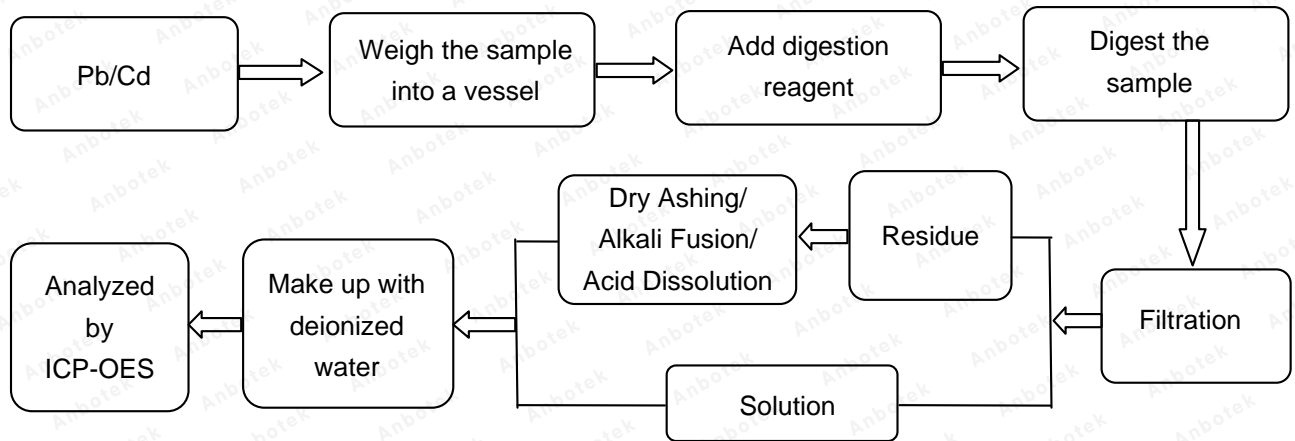 Pb/Cd
Weigh the sample
into a vessel
Add digestion
reagent
Digest the
sample
Filtration
Residue
Dry Ashing/
Alkali Fusion/
Acid Dissolution
Solution
Make up with
deionized
water
Analyzed
by
ICP-OES
Anbotek